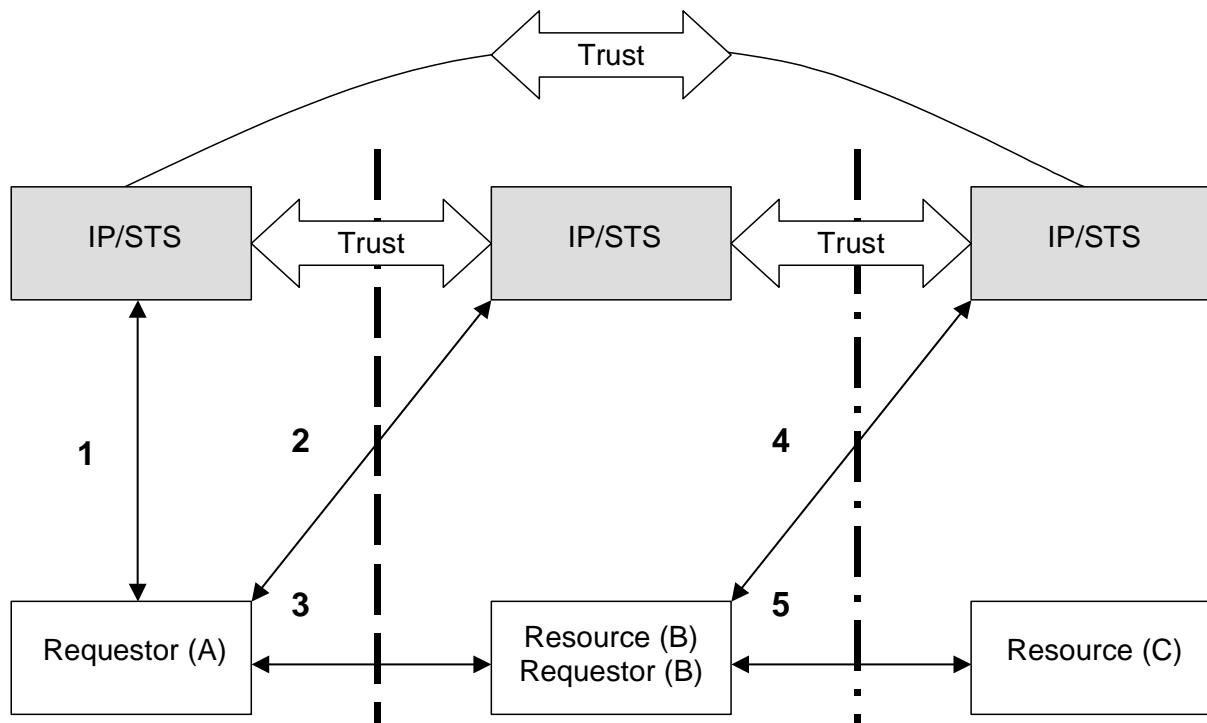 Trust
IP/STS
Trust
IP/STS
Trust
IP/STS
1
2
4
3
5
Requestor (A)
Resource (B)
Requestor (B)
Resource (C)